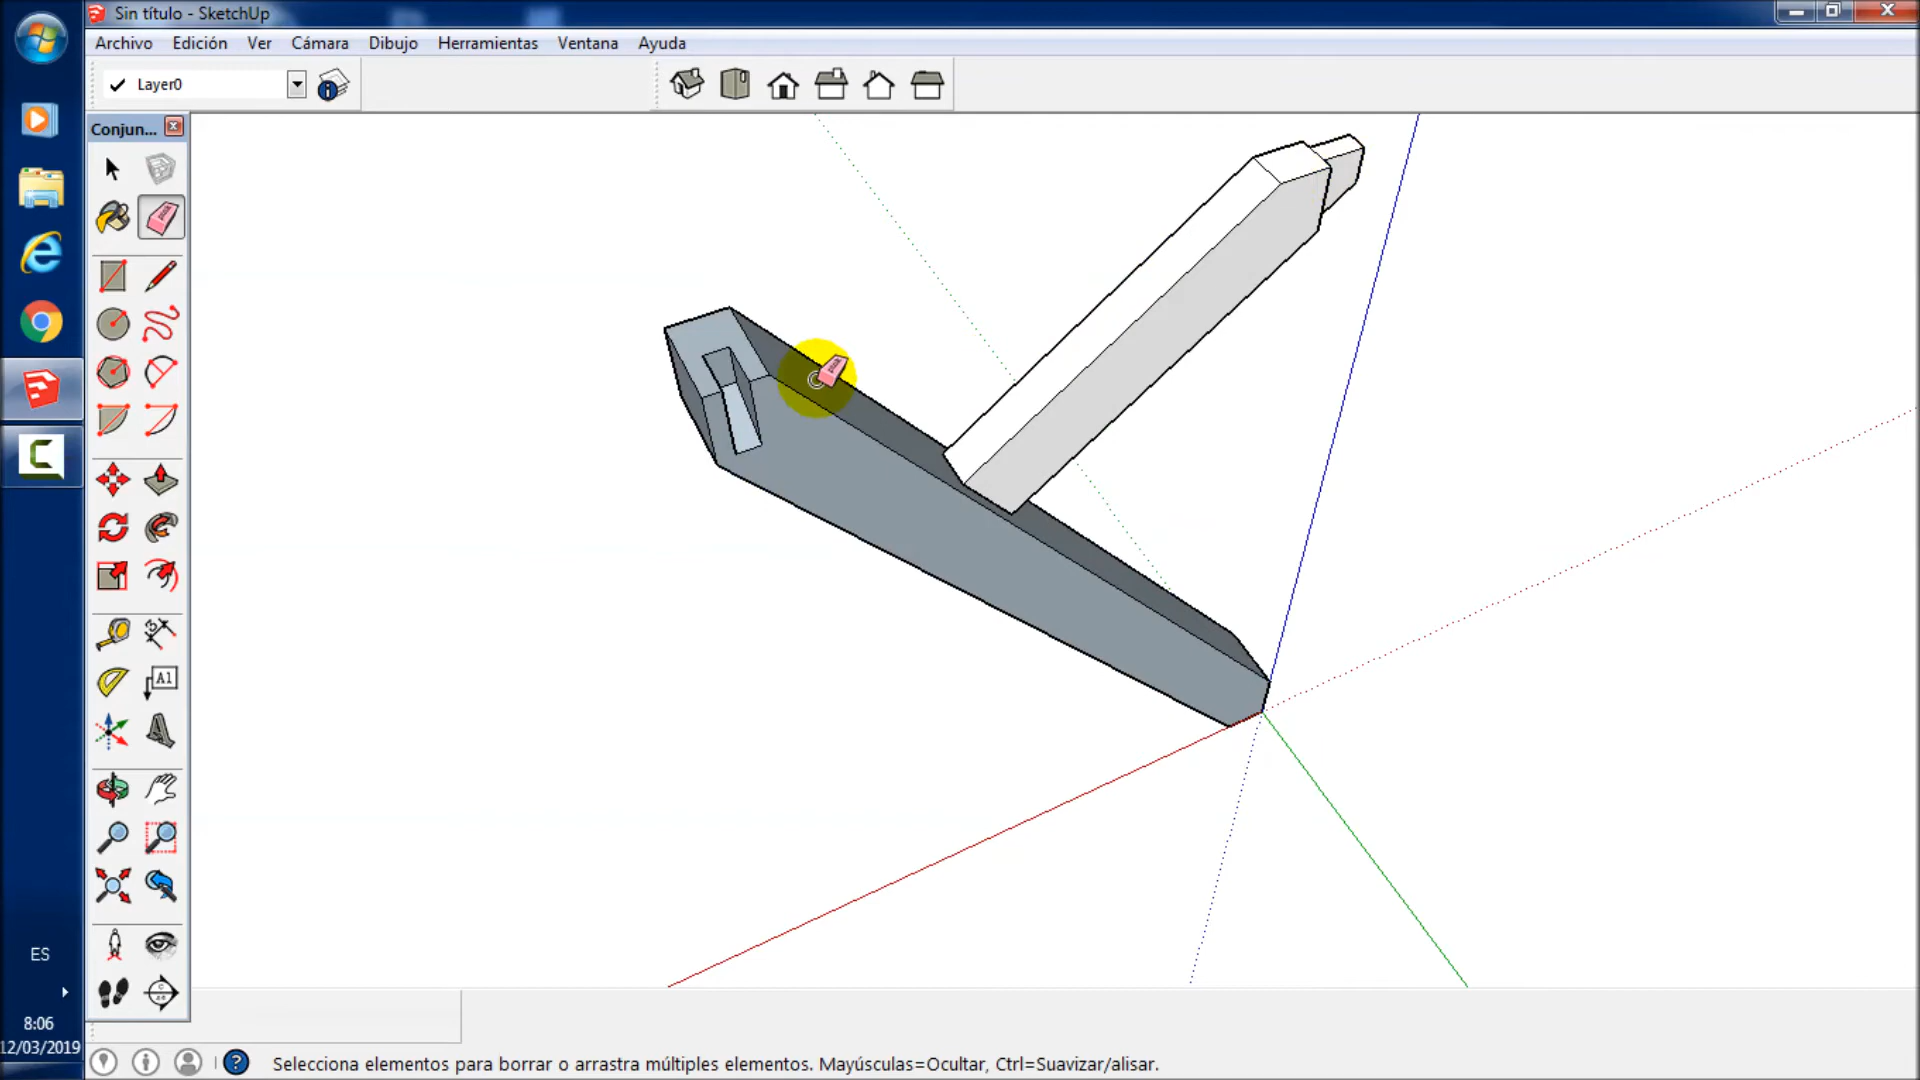 Sin título - SketchUp
Archivo Edición Ver Cámara Dibujo Herramientas Ventana Ayuda
Layer0
Conjun...
A1
ES
8:06
12/03/2019
Selecciona elementos para borrar o arrastra múltiples elementos. Mayúsculas=Ocultar, Ctrl=Suavizar/alisar.